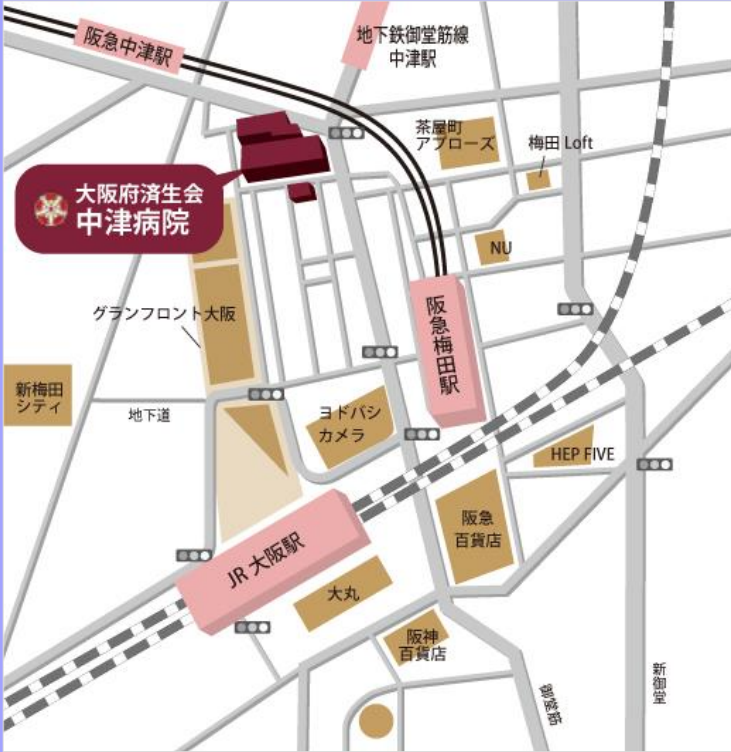 阪急中津駅
地下鉄御堂筋線
中津駅
茶屋町
アプローズ
梅田 Loft
大阪府済生会
中津病院
NU
グランフロント大阪
阪急梅田駅
新梅田
シティ
地下道
ヨドバシ
カメラ
HEP FIVE
阪急
百貨店
JR 大阪駅
大丸
阪神
百貨店
新御堂
御堂筋